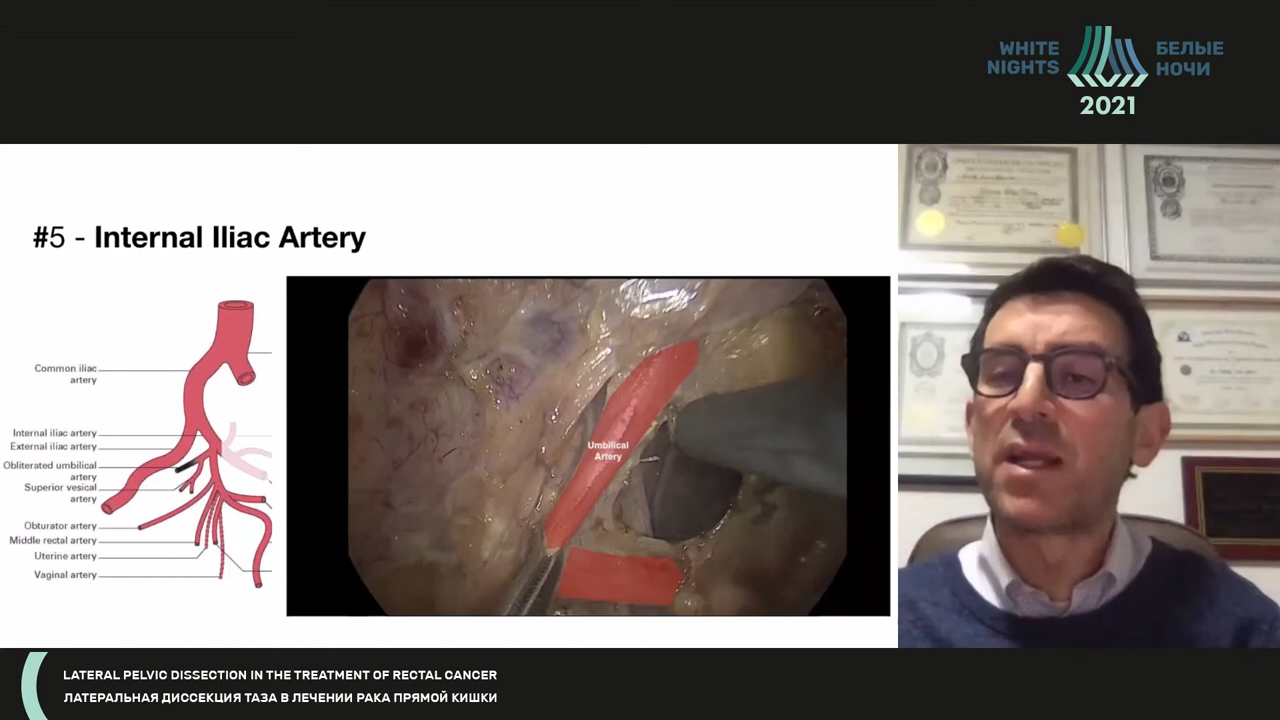 WHITE
NIGHTS
БЕЛЫЕ
НОЧИ
2021
#5 - Internal Iliac Artery
Common iliac
artery
Internal iliac artery
External iliac artery
Obliterated umbilical
artery
Superior vesical
artery
Obturator artery
Middle rectal artery
Uterine artery
Vaginal artery
Umbilical
Artery
LATERAL PELVIC DISSECTION IN THE TREATMENT OF RECTAL CANCER
ЛАТЕРАЛЬНАЯ ДИССЕКЦИЯ ТАЗА В ЛЕЧЕНИИ РАКА ПРЯМОЙ КИШКИ